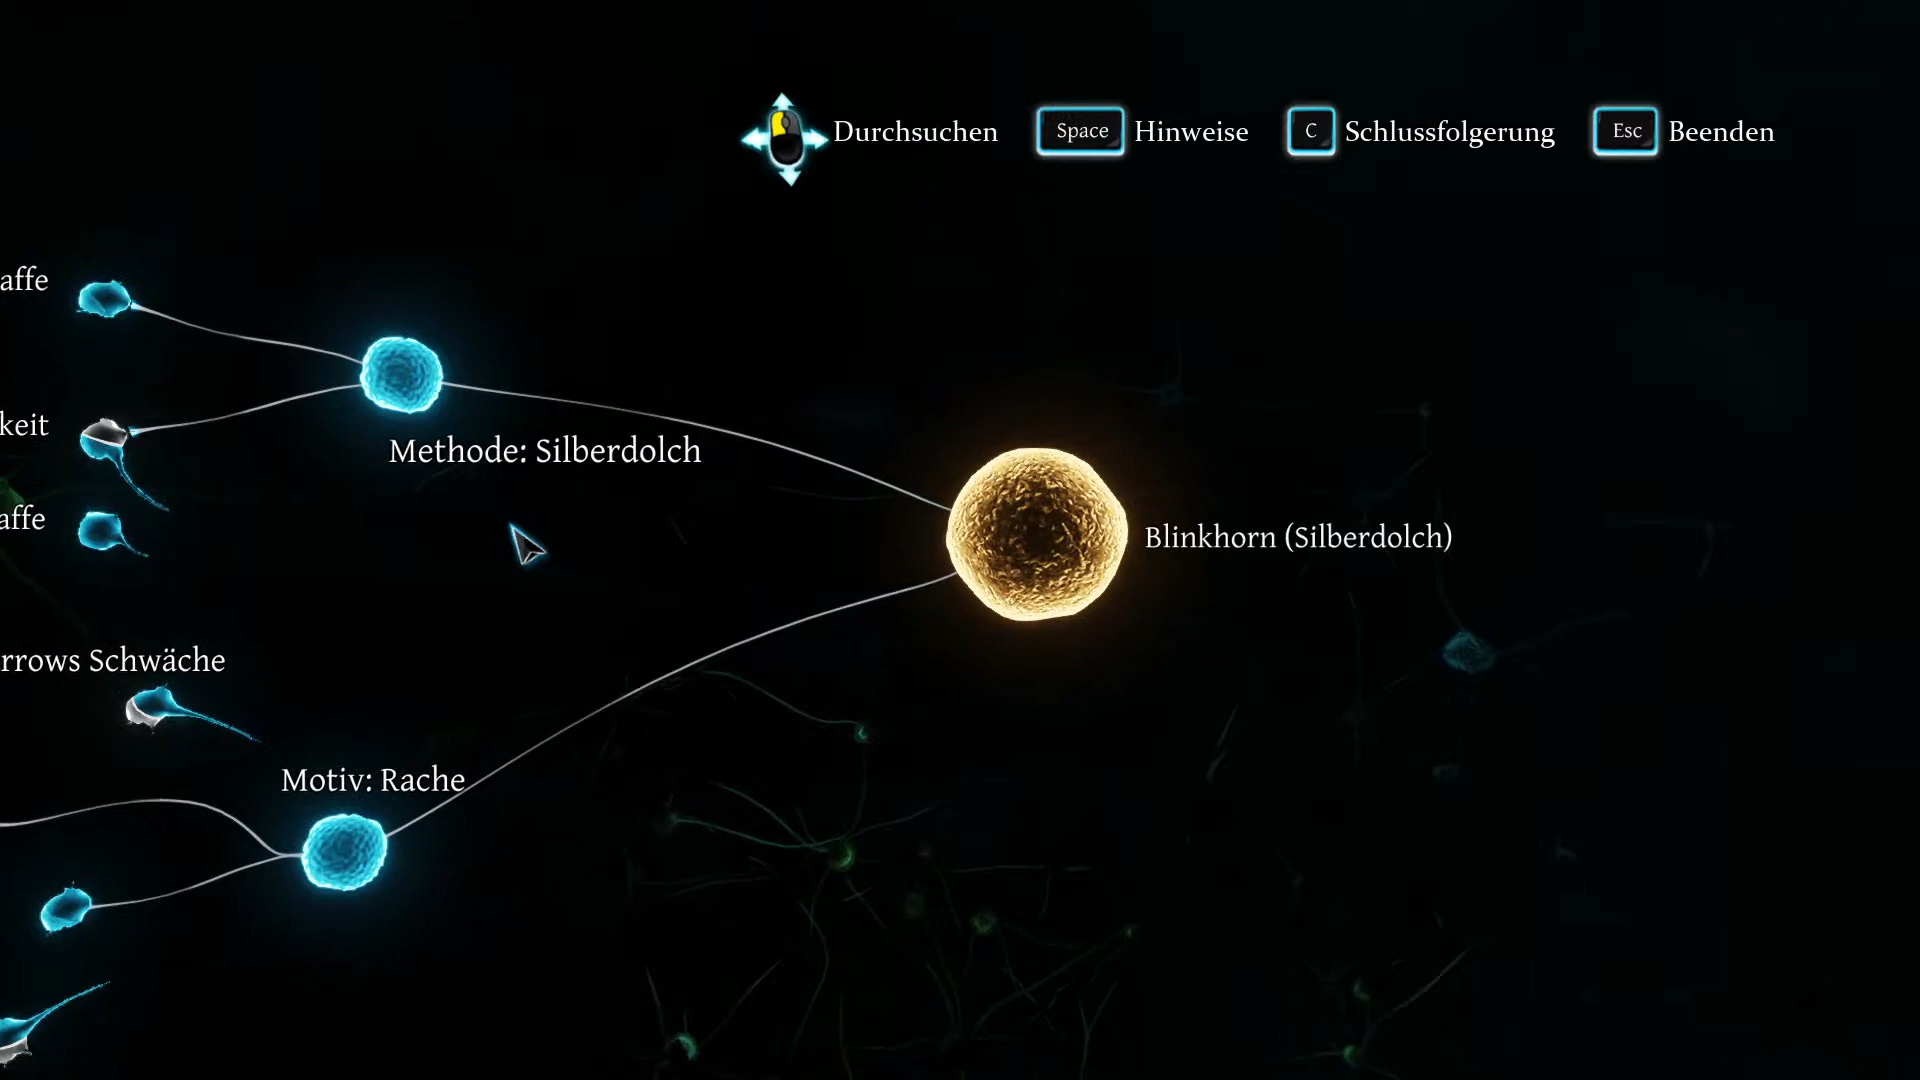 Durchsuchen Space Hinweise C Schlussfolgerung Esc Beenden
affe
keit
Methode: Silberdolch
affe
Blinkhorn (Silberdolch)
rrows Schwäche
Motiv: Rache